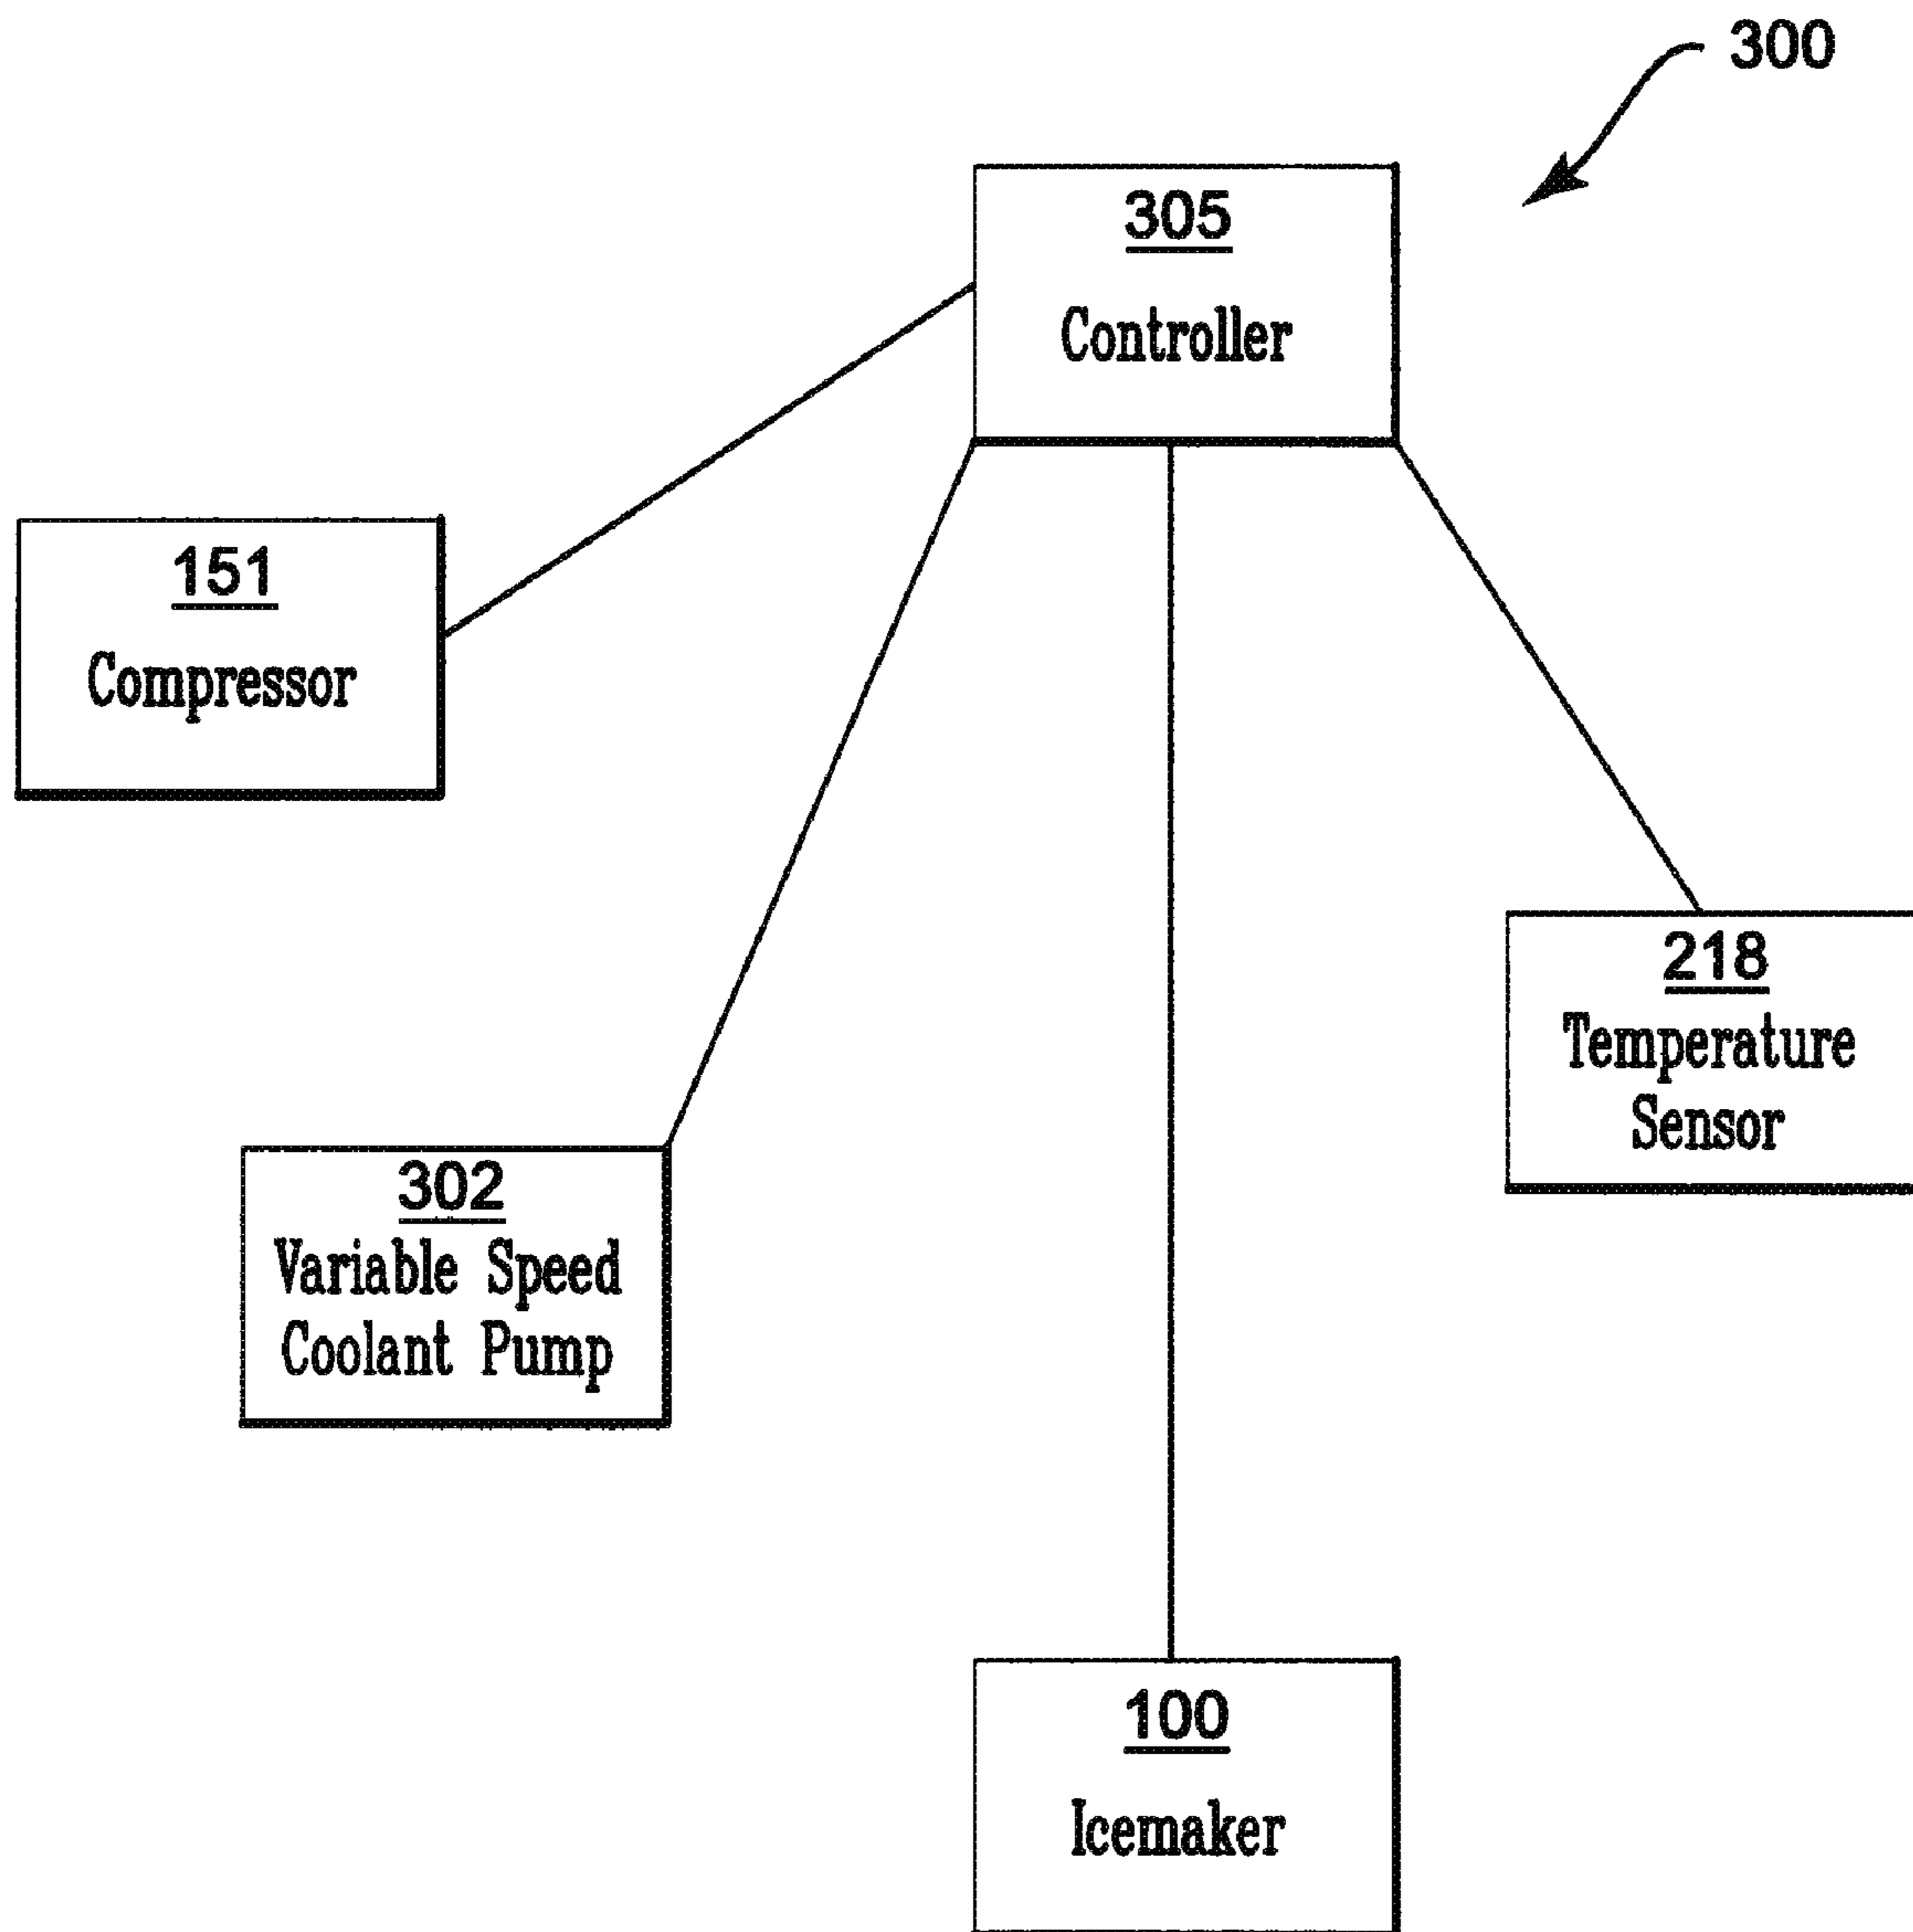 300
305
Controller
151
Compressor
218
Temperature
Sensor
302
Variable Speed
Coolant Pump
100
Icemaker